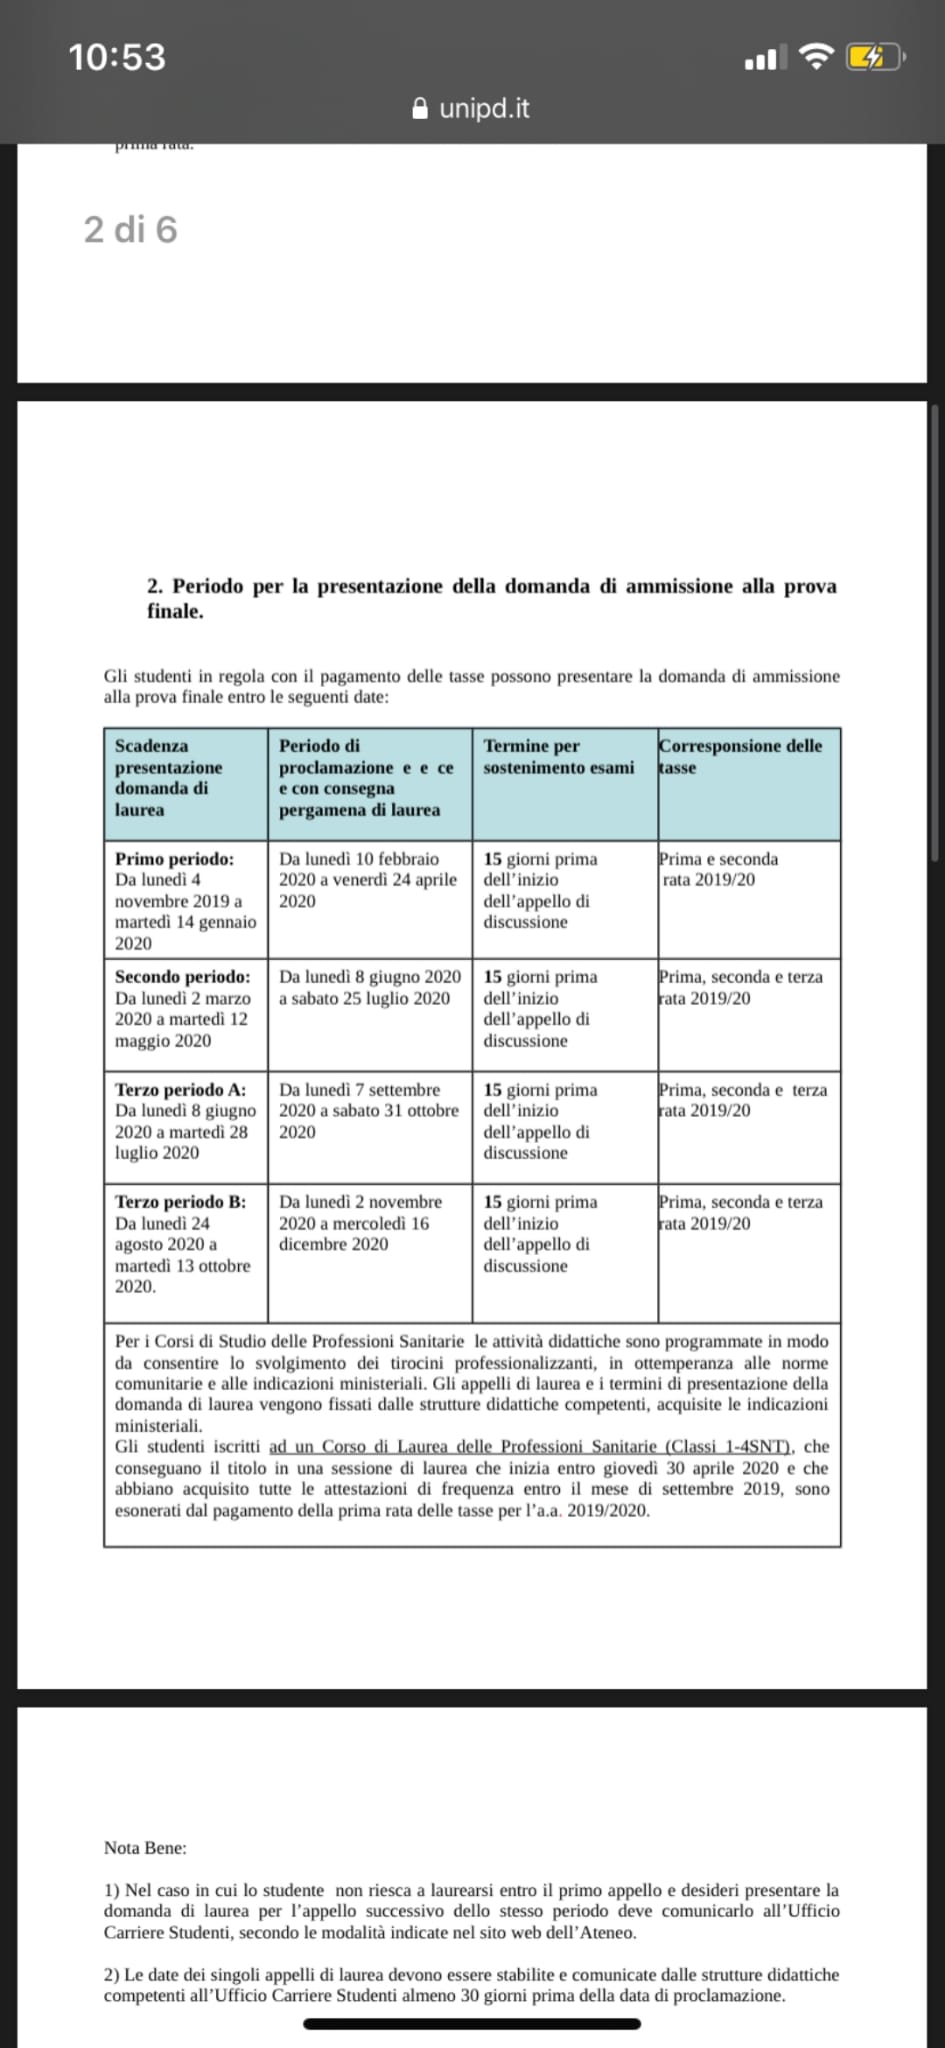 10:53
unipd.it
prima rata.
2 di 6
2. Periodo per la presentazione della domanda di ammissione alla prova
finale.
Gli studenti in regola con il pagamento delle tasse possono presentare la domanda di ammissione
alla prova finale entro le seguenti date:
Scadenza
presentazione
domanda di
laurea
Periodo di
proclamazione e e ce
e con consegna
pergamena di laurea
Termine per
sostenimento esami
Corresponsione delle
tasse
Primo periodo:
Da lunedì 4
novembre 2019 a
martedì 14 gennaio
2020
Da lunedì 10 febbraio
2020 a venerdì 24 aprile
2020
15 giorni prima
dell’inizio
dell’appello di
discussione
Prima e seconda
rata 2019/20
Secondo periodo:
Da lunedì 2 marzo
2020 a martedì 12
maggio 2020
Da lunedì 8 giugno 2020
a sabato 25 luglio 2020
15 giorni prima
dell’inizio
dell’appello di
discussione
Prima, seconda e terza
rata 2019/20
Terzo periodo A:
Da lunedì 8 giugno
2020 a martedì 28
luglio 2020
Da lunedì 7 settembre
2020 a sabato 31 ottobre
2020
15 giorni prima
dell’inizio
dell’appello di
discussione
Prima, seconda e terza
rata 2019/20
Terzo periodo B:
Da lunedì 24
agosto 2020 a
martedì 13 ottobre
2020.
Da lunedì 2 novembre
2020 a mercoledì 16
dicembre 2020
15 giorni prima
dell’inizio
dell’appello di
discussione
Prima, seconda e terza
rata 2019/20
Per i Corsi di Studio delle Professioni Sanitarie le attività didattiche sono programmate in modo
da consentire lo svolgimento dei tirocini professionalizzanti, in ottemperanza alle norme
comunitarie e alle indicazioni ministeriali. Gli appelli di laurea e i termini di presentazione della
domanda di laurea vengono fissati dalle strutture didattiche competenti, acquisite le indicazioni
ministeriali.
Gli studenti iscritti ad un Corso di Laurea delle Professioni Sanitarie (Classi 1-4SNT), che
conseguano il titolo in una sessione di laurea che inizia entro giovedì 30 aprile 2020 e che
abbiano acquisito tutte le attestazioni di frequenza entro il mese di settembre 2019, sono
esonerati dal pagamento della prima rata delle tasse per l’a.a. 2019/2020.
Nota Bene:
1) Nel caso in cui lo studente non riesca a laurearsi entro il primo appello e desideri presentare la
domanda di laurea per l’appello successivo dello stesso periodo deve comunicarlo all’Ufficio
Carriere Studenti, secondo le modalità indicate nel sito web dell’Ateneo.
2) Le date dei singoli appelli di laurea devono essere stabilite e comunicate dalle strutture didattiche
competenti all’Ufficio Carriere Studenti almeno 30 giorni prima della data di proclamazione.